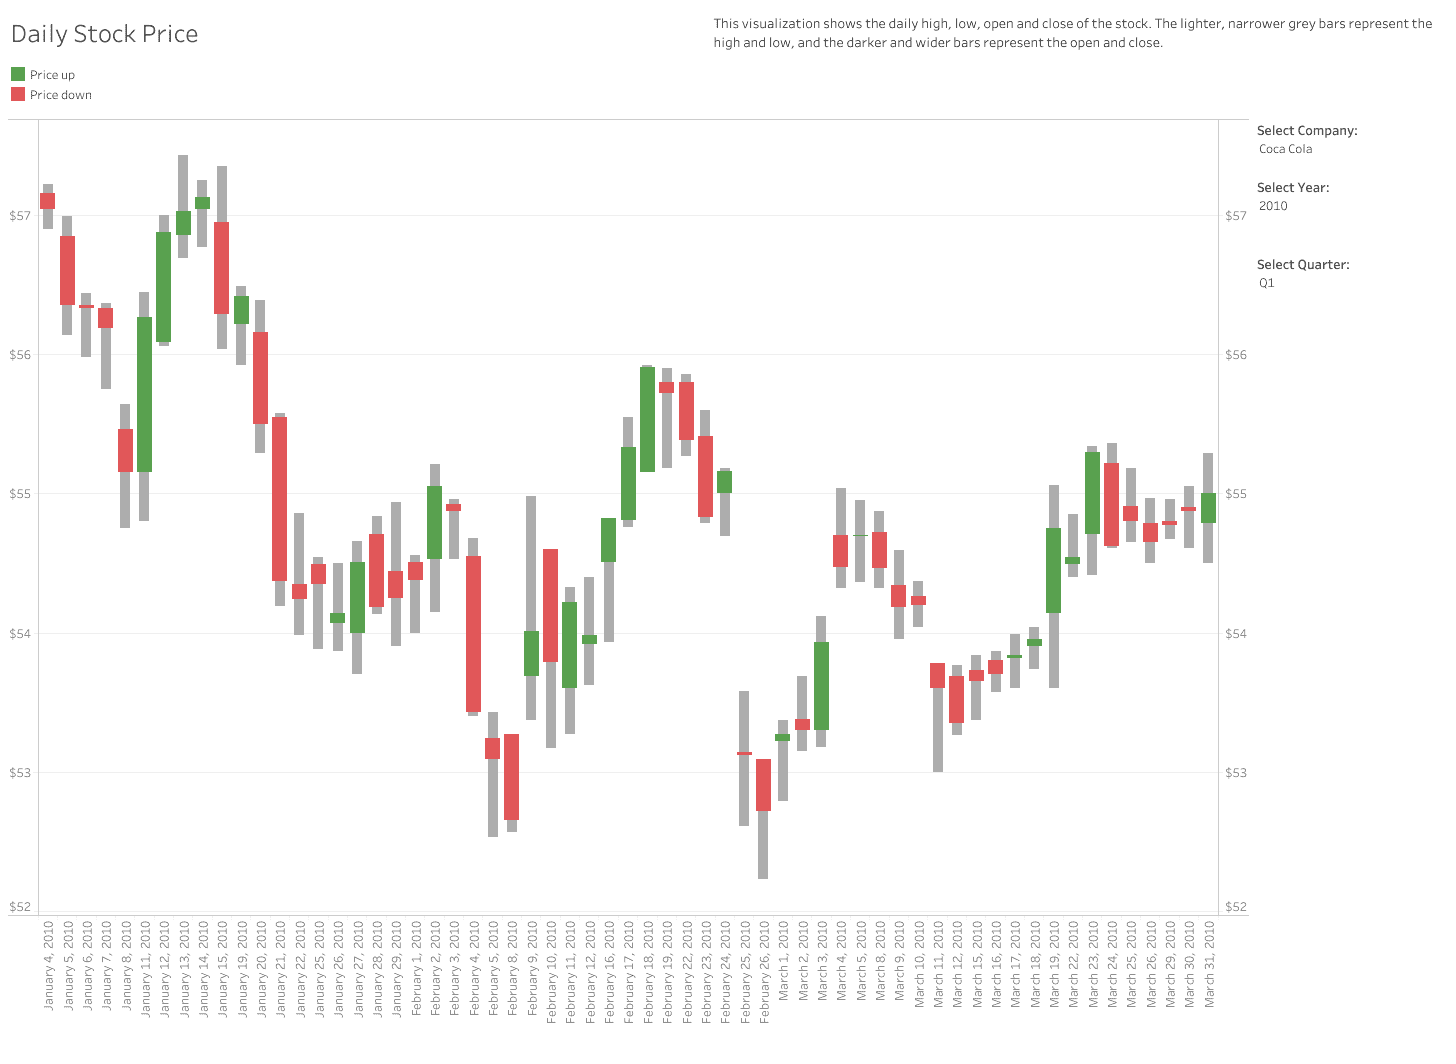 Daily Stock Price
This visualization shows the daily high, low, open and close of the stock. The lighter, narrower grey bars represent the
high and low, and the darker and wider bars represent the open and close.
Price up
Price down
Select Company:
Coca Cola
Select Year:
2010
Select Quarter:
Q1
$57
$56
$55
$54
$53
$52
$57
$56
$55
$54
$53
$52
January 4, 2010
January 5, 2010
January 6, 2010
January 7, 2010
January 8, 2010
January 11, 2010
January 12, 2010
January 13, 2010
January 14, 2010
January 15, 2010
January 19, 2010
January 20, 2010
January 21, 2010
January 22, 2010
January 25, 2010
January 26, 2010
January 27, 2010
January 28, 2010
January 29, 2010
February 1, 2010
February 2, 2010
February 3, 2010
February 4, 2010
February 5, 2010
February 8, 2010
February 9, 2010
February 10, 2010
February 11, 2010
February 12, 2010
February 16, 2010
February 17, 2010
February 18, 2010
February 19, 2010
February 22, 2010
February 23, 2010
February 24, 2010
February 25, 2010
February 26, 2010
March 1, 2010
March 2, 2010
March 3, 2010
March 4, 2010
March 5, 2010
March 8, 2010
March 9, 2010
March 10, 2010
March 11, 2010
March 12, 2010
March 15, 2010
March 16, 2010
March 17, 2010
March 18, 2010
March 19, 2010
March 22, 2010
March 23, 2010
March 24, 2010
March 25, 2010
March 26, 2010
March 29, 2010
March 30, 2010
March 31, 2010